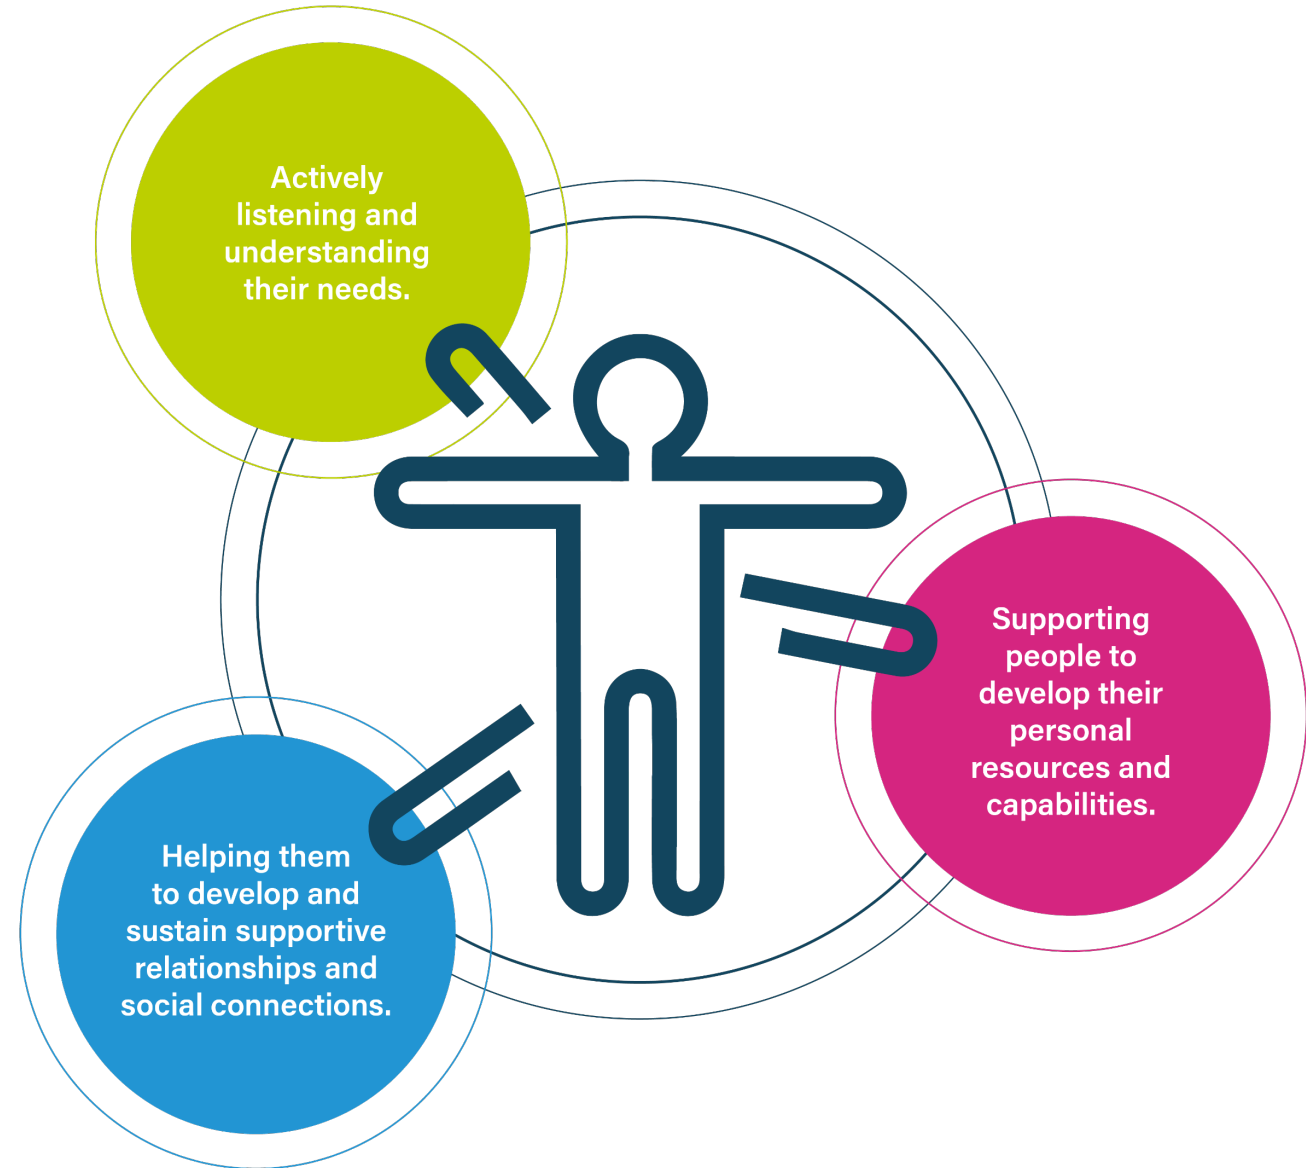 Actively
listening and
understanding
their needs.
Supporting
people to
develop their
personal
resources and
capabilities.
Helping them
to develop and
sustain supportive
relationships and
social connections.